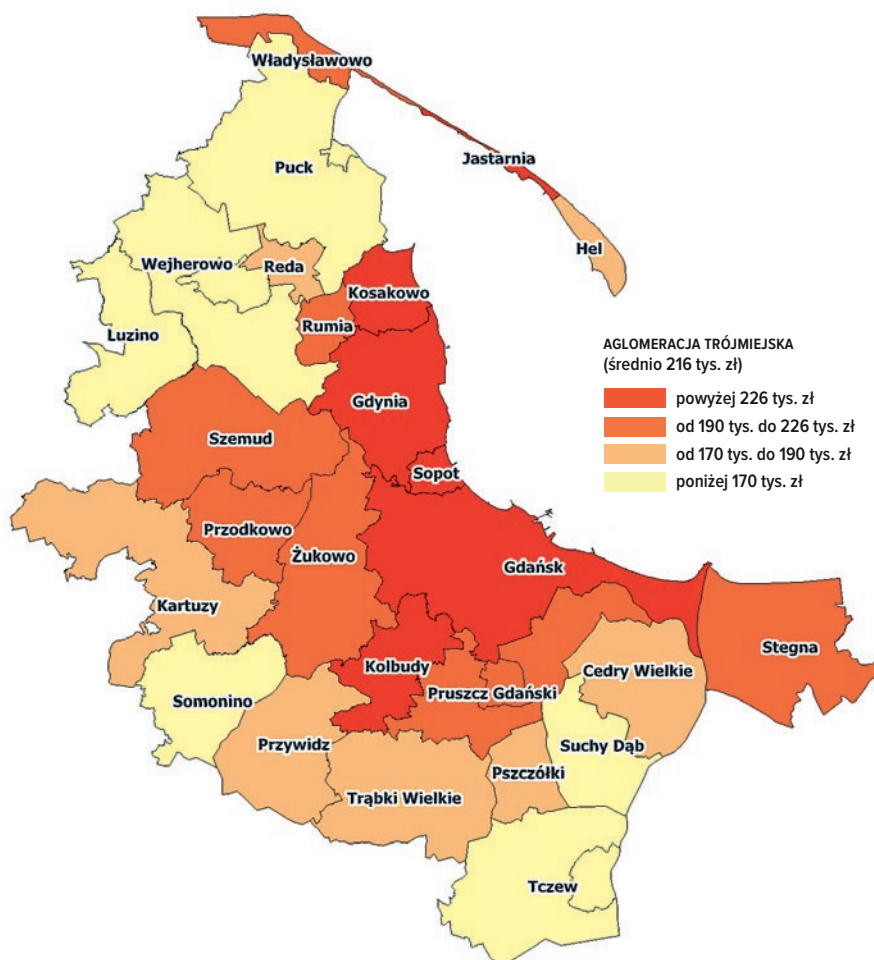 Władysławowo
Jastarnia
Puck
Hel
Wejherowo
Reda
Kosakowo
Rumia
Luzino
AGLOMERACJA TRÓJMIEJSKA
(średnio 216 tys. zł)
powyżej 226 tys. zł
od 190 tys. do 226 tys. zł
od 170 tys. do 190 tys. zł
poniżej 170 tys. zł
Gdynia
Szemud
Sopot
Przodkowo
Żukowo
Gdańsk
Kartuzy
Stegna
Kolbudy
Cedry Wielkie
Pruszcz Gdański
Somonino
Przywidz
Suchy Dąb
Pszczółki
Trąbki Wielkie
Tczew